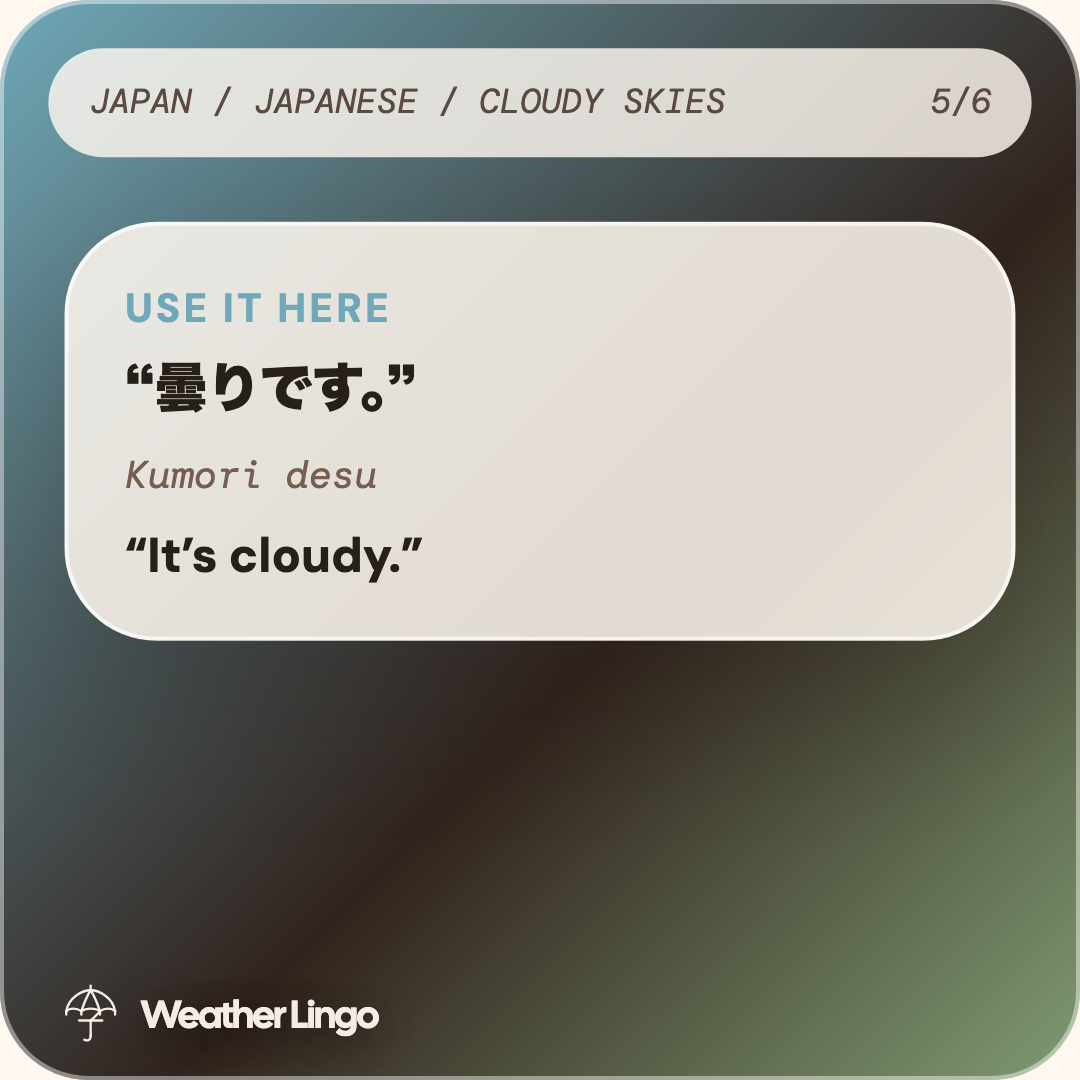 JAPAN / JAPANESE / CLOUDY SKIES 5/6
USE IT HERE
“曇りです。”
Kumori desu
“It’s cloudy.”
Weather Lingo